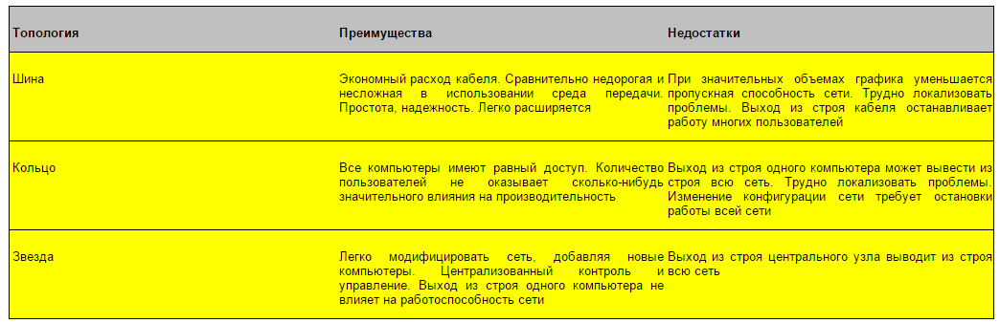 Топология Преимущества Недостатки
Шина
Экономный расход кабеля. Сравнительно недорогая и
несложная в использовании среда передачи.
Простота, надежность. Легко расширяется
При значительных объемах графика уменьшается
пропускная способность сети. Трудно локализовать
проблемы. Выход из строя кабеля останавливает
работу многих пользователей
Кольцо
Все компьютеры имеют равный доступ. Количество
пользователей не оказывает сколько-нибудь
значительного влияния на производительность
Выход из строя одного компьютера может вывести из
строя всю сеть. Трудно локализовать проблемы.
Изменение конфигурации сети требует остановки
работы всей сети
Звезда
Легко модифицировать сеть, добавляя новые
компьютеры. Централизованный контроль и
управление. Выход из строя одного компьютера не
влияет на работоспособность сети
Выход из строя центрального узла выводит из строя
всю сеть